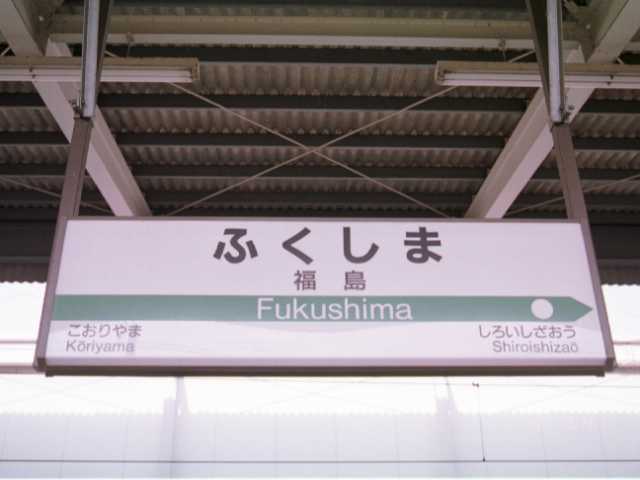 ふくしま
福島
Fukushima
こおりやま
Kōriyama
しろいしざおう
Shiroishizaō